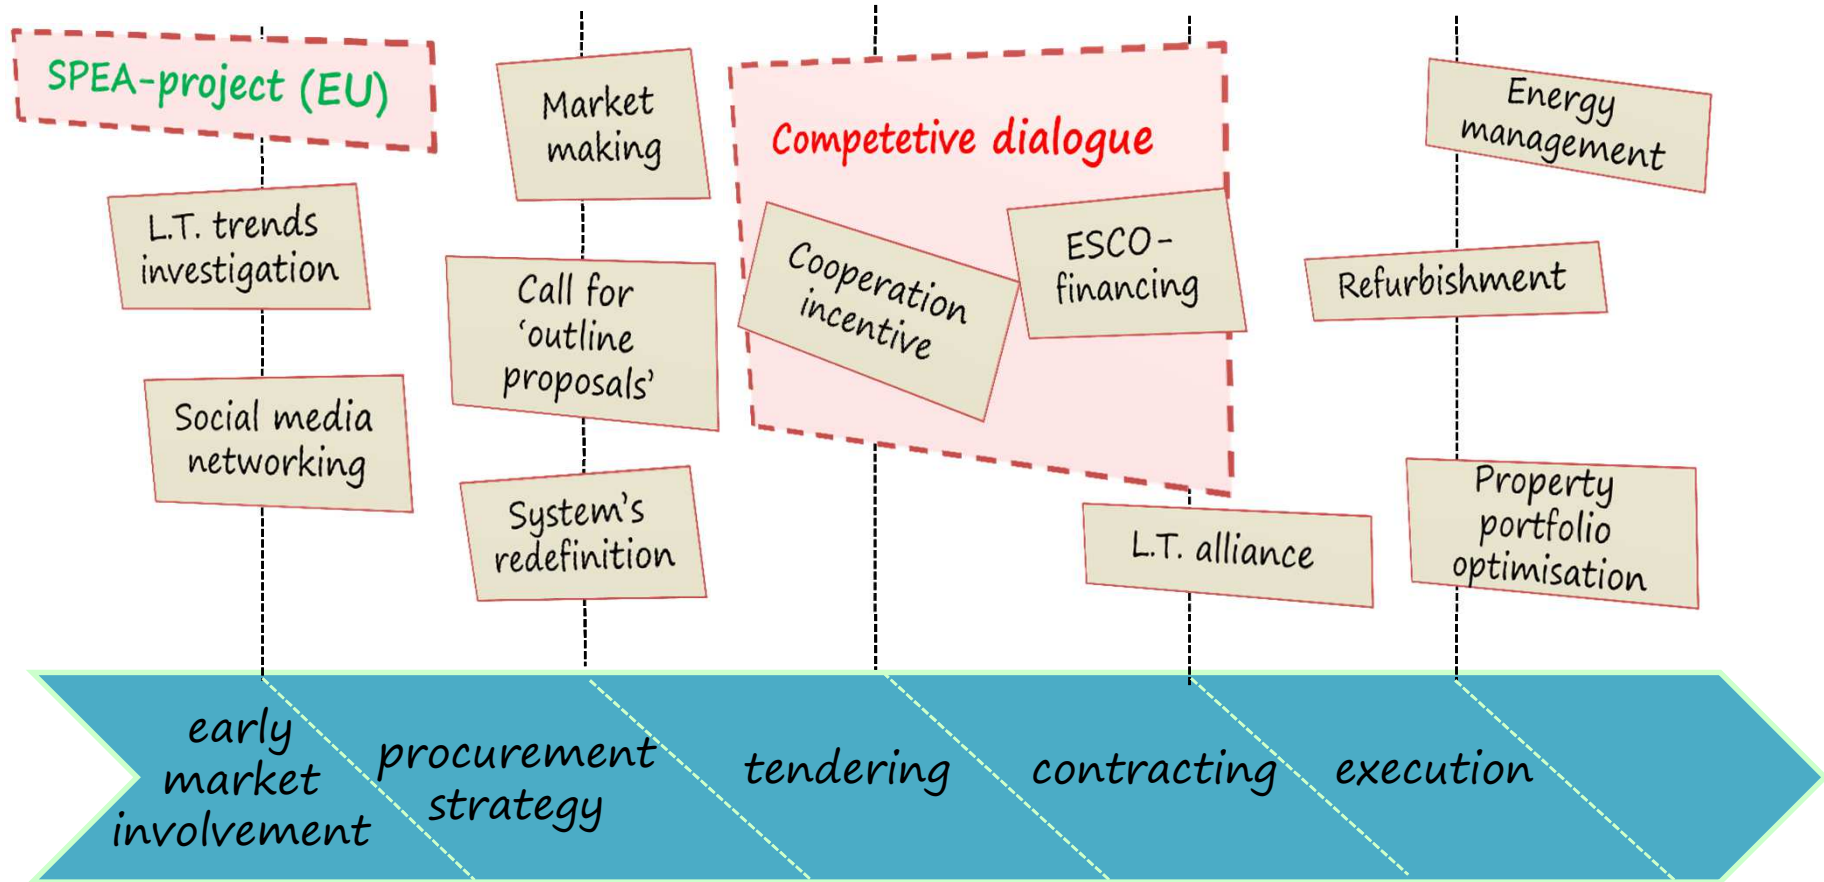 SPEA-project (EU)
L.T. trends
investigation
Social media
networking
Market
making
Call for
‘outline
proposals’
System’s
redefinition
Competetive dialogue
Cooperation
incentive
ESCO-
financing
L.T. alliance
Energy
management
Refurbishment
Property
portfolio
optimisation
early
market
involvement
procurement
strategy
tendering
contracting
execution